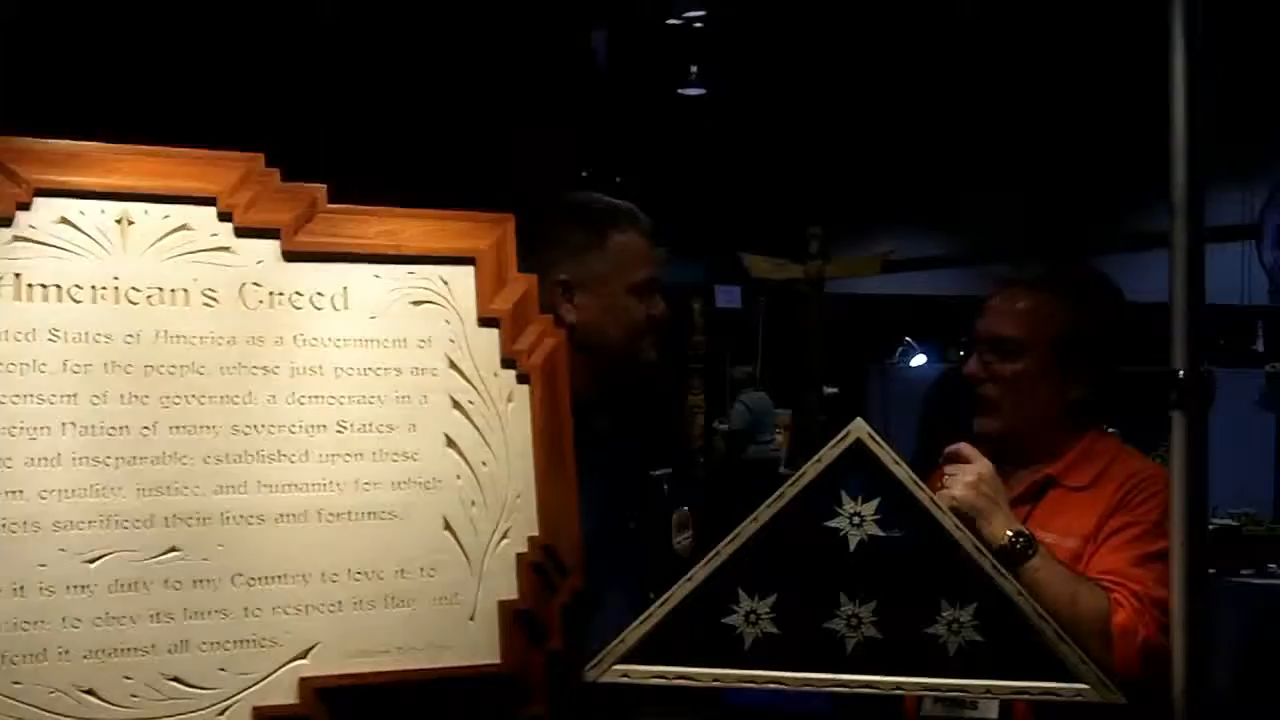 American's Creed
ited States of America as a Government of
eople, for the people, whose just powers are
consent of the governed; a democracy in a
eign Nation of many sovereign States; a
e and inseparable; established upon those
m, equality, justice, and humanity for which
iots sacrificed their lives and fortunes.
it is my duty to my Country to love it; to
tion; to obey its laws; to respect its flag and
fend it against all enemies."